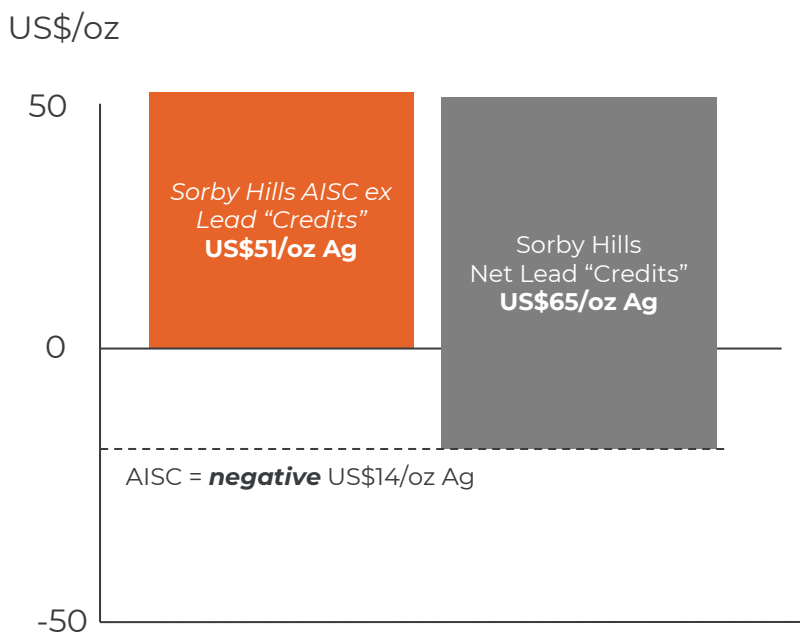 US$/oz
50
Sorby Hills AISC ex
Lead “Credits”
US$51/oz Ag
Sorby Hills
Net Lead “Credits”
US$65/oz Ag
0
AISC = negative US$14/oz Ag
-50